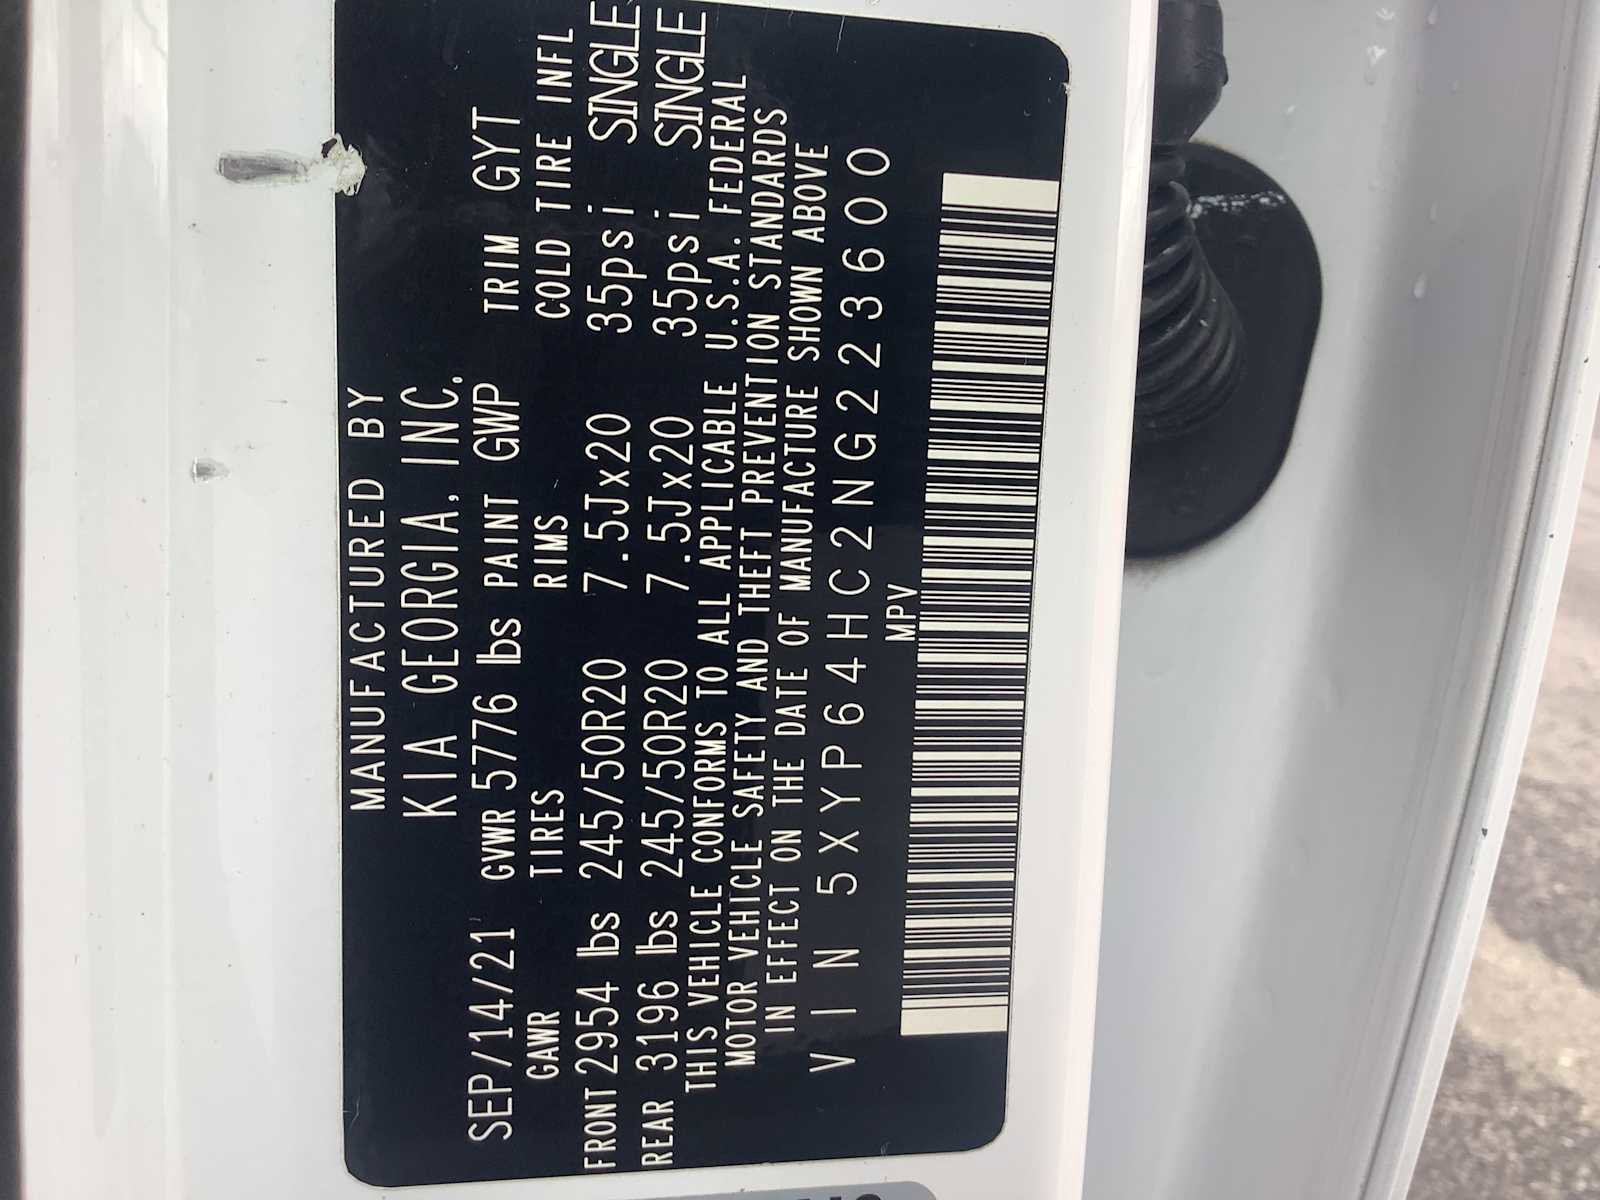 MANUFACTURED BY
KIA GEORGIA, INC.
SEP/14/21 GVWR 5776 lbs PAINT GWP TRIM GYT
GAWR TIRES RIMS COLD TIRE INFL
FRONT 2954 lbs 245/50R20 7.5Jx20 35psi SINGLE
REAR 3196 lbs 245/50R20 7.5Jx20 35psi SINGLE
THIS VEHICLE CONFORMS TO ALL APPLICABLE U.S.A. FEDERAL
MOTOR VEHICLE SAFETY AND THEFT PREVENTION STANDARDS
IN EFFECT ON THE DATE OF MANUFACTURE SHOWN ABOVE
VIN 5XYP64HC2NG223600
MPV